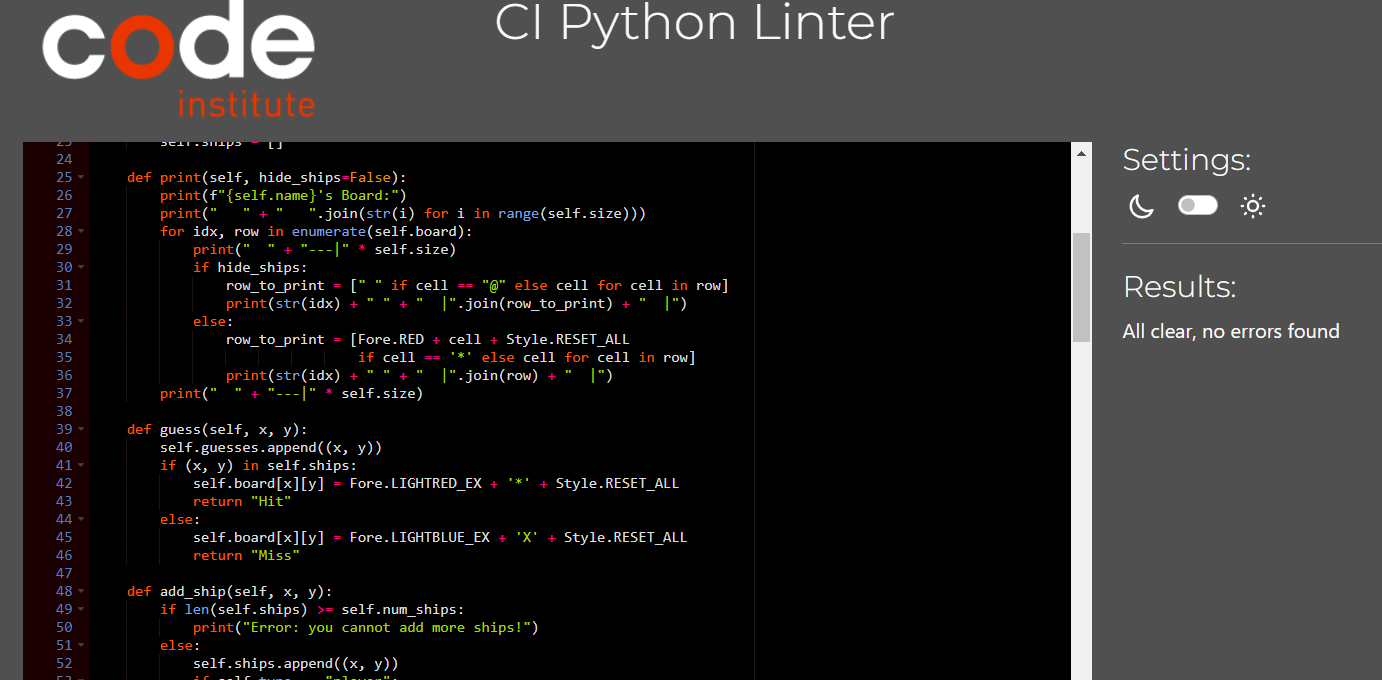 code
institute
CI Python Linter
23 self.ships = []
24
25 def print(self, hide_ships=False):
26 print(f"{self.name}'s Board:")
27 print("   " + "   ".join(str(i) for i in range(self.size)))
28 for idx, row in enumerate(self.board):
29 print("  " + "---|" * self.size)
30 if hide_ships:
31 row_to_print = [" " if cell == "@" else cell for cell in row]
32 print(str(idx) + " " + "  |".join(row_to_print) + "  |")
33 else:
34 row_to_print = [Fore.RED + cell + Style.RESET_ALL
35 if cell == '*' else cell for cell in row]
36 print(str(idx) + " " + "  |".join(row) + "  |")
37 print("  " + "---|" * self.size)
38
39 def guess(self, x, y):
40 self.guesses.append((x, y))
41 if (x, y) in self.ships:
42 self.board[x][y] = Fore.LIGHTRED_EX + '*' + Style.RESET_ALL
43 return "Hit"
44 else:
45 self.board[x][y] = Fore.LIGHTBLUE_EX + 'X' + Style.RESET_ALL
46 return "Miss"
47
48 def add_ship(self, x, y):
49 if len(self.ships) >= self.num_ships:
50 print("Error: you cannot add more ships!")
51 else:
52 self.ships.append((x, y))
Settings:
Results:
All clear, no errors found